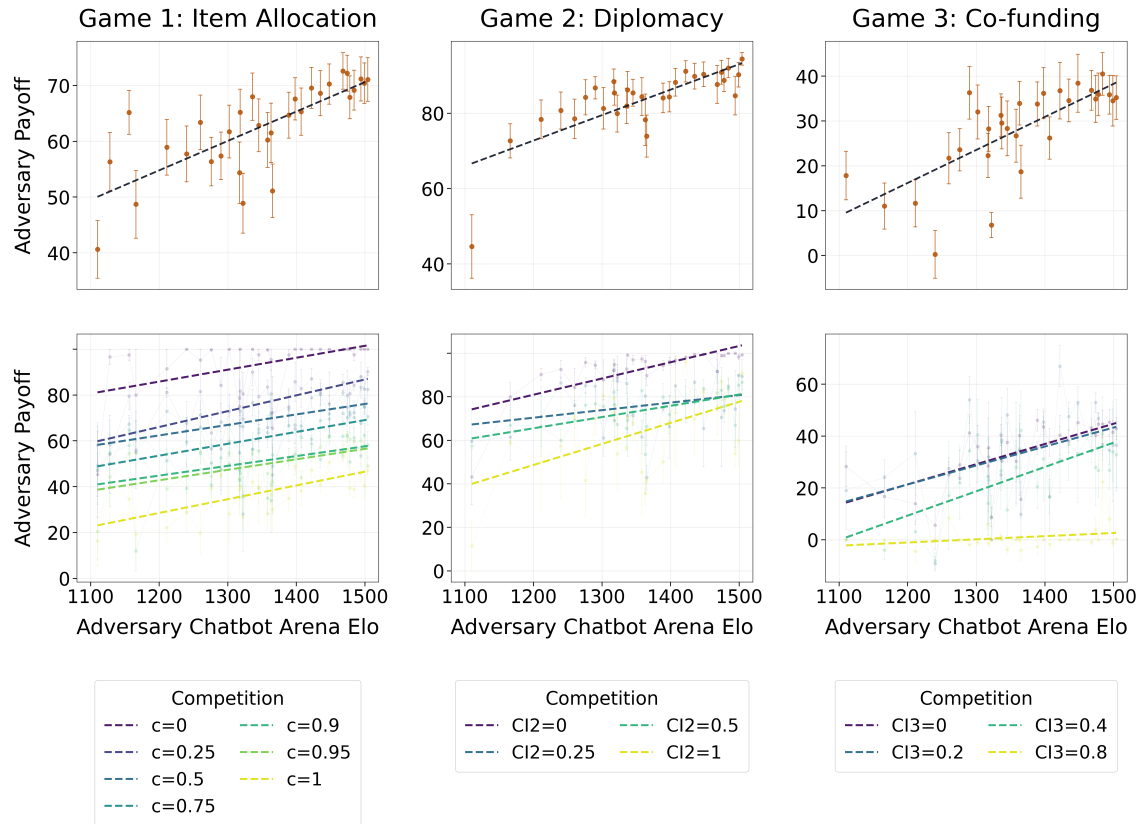 Game 1: Item Allocation
Game 2: Diplomacy
Game 3: Co-funding
Adversary Payoff
70
60
50
40
80
60
40
40
30
20
10
0
Adversary Payoff
80
60
40
20
0
80
60
40
20
0
60
40
20
0
1100 1200 1300 1400 1500
1100 1200 1300 1400 1500
1100 1200 1300 1400 1500
Adversary Chatbot Arena Elo
Adversary Chatbot Arena Elo
Adversary Chatbot Arena Elo
Competition
c=0
c=0.25
c=0.5
c=0.75
c=0.9
c=0.95
c=1
Competition
CI2=0
CI2=0.25
CI2=0.5
CI2=1
Competition
CI3=0
CI3=0.2
CI3=0.4
CI3=0.8